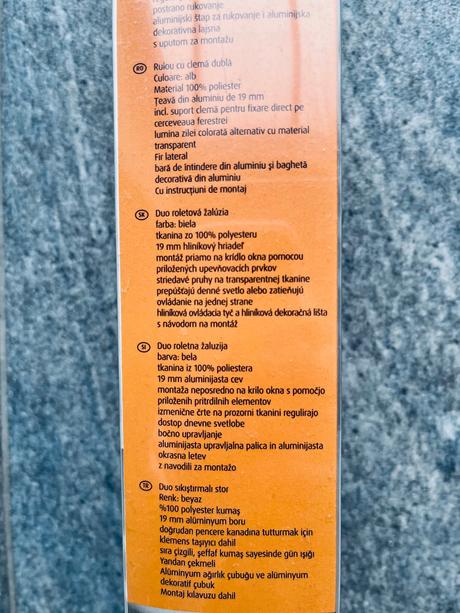 postrano rukovanje
aluminijski štap za rukovanje i aluminijska
dekorativna lajsna
s uputom za montažu
RO Rulou cu clemă dublă
Culoare: alb
Material 100% poliester
Țeavă din aluminiu de 19 mm
incl. suport clemă pentru fixare direct pe
cerceveaua ferestrei
lumina zilei colorată alternativ cu material
transparent
Fir lateral
bară de întindere din aluminiu și baghetă
decorativă din aluminiu
Cu instrucțiuni de montaj
SK Duo roletová žalúzia
farba: biela
tkanina zo 100% polyesteru
19 mm hliníkový hriadeľ
montáž priamo na krídlo okna pomocou
priložených upevňovacích prvkov
striedavé pruhy na transparentnej tkanine
prepúšťajú denné svetlo alebo zatieňujú
ovládanie na jednej strane
hliníková ovládacia tyč a hliníková dekoračná lišta
s návodom na montáž
SI Duo roletna žaluzija
barva: bela
tkanina iz 100% poliestera
19 mm aluminijasta cev
montaža neposredno na krilo okna s pomočjo
priloženih pritrdilnih elementov
izmenične črte na prozorni tkanini regulirajo
dostop dnevne svetlobe
bočno upravljanje
aluminijasta upravljalna palica in aluminijasta
okrasna letev
z navodili za montažo
TR Duo sıkıştırmalı stor
Renk: beyaz
%100 polyester kumaş
19 mm alüminyum boru
doğrudan pencere kanadına tutturmak için
klemens taşıyıcı dahil
sıra çizgili, şeffaf kumaş sayesinde gün ışığı
Yandan çekmeli
Alüminyum ağırlık çubuğu ve alüminyum
dekoratif çubuk
Montaj kılavuzu dahil